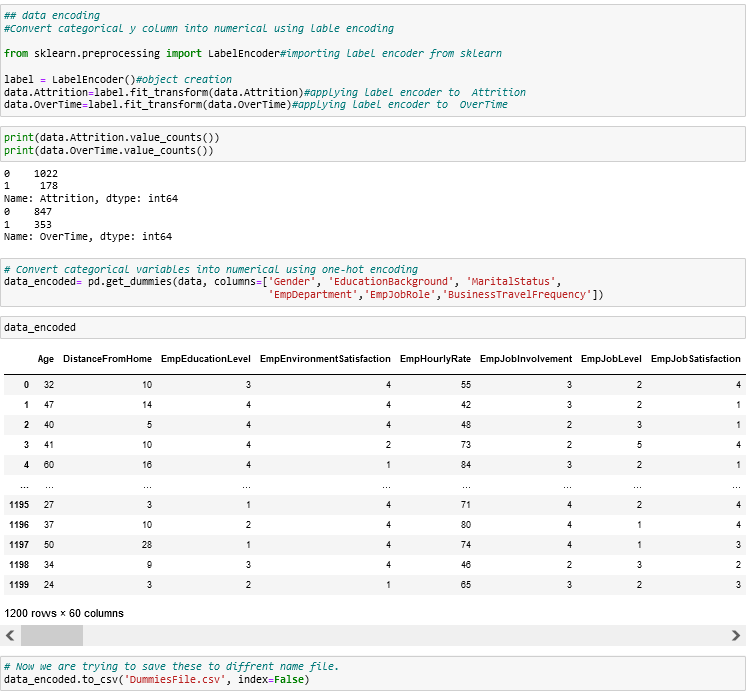 ## data encoding
#Convert categorical y column into numerical using lable encoding
from sklearn.preprocessing import LabelEncoder#importing label encoder from sklearn
label = LabelEncoder()#object creation
data.Attrition=label.fit_transform(data.Attrition)#applying label encoder to  Attrition
data.OverTime=label.fit_transform(data.OverTime)#applying label encoder to  OverTime
print(data.Attrition.value_counts())
print(data.OverTime.value_counts())
0    1022
1     178
Name: Attrition, dtype: int64
0    847
1    353
Name: OverTime, dtype: int64
# Convert categorical variables into numerical using one-hot encoding
data_encoded= pd.get_dummies(data, columns=['Gender', 'EducationBackground', 'MaritalStatus',
'EmpDepartment','EmpJobRole','BusinessTravelFrequency'])
data_encoded
Age DistanceFromHome EmpEducationLevel EmpEnvironmentSatisfaction EmpHourlyRate EmpJobInvolvement EmpJobLevel EmpJobSatisfaction
0 32 10 3 4 55 3 2 4
1 47 14 4 4 42 3 2 1
2 40 5 4 4 48 2 3 1
3 41 10 4 2 73 2 5 4
4 60 16 4 1 84 3 2 1
... ... ... ... ... ... ... ... ...
1195 27 3 1 4 71 4 2 4
1196 37 10 2 4 80 4 1 4
1197 50 28 1 4 74 4 1 3
1198 34 9 3 4 46 2 3 2
1199 24 3 2 1 65 3 2 3
1200 rows × 60 columns
# Now we are trying to save these to diffrent name file.
data_encoded.to_csv('DummiesFile.csv', index=False)